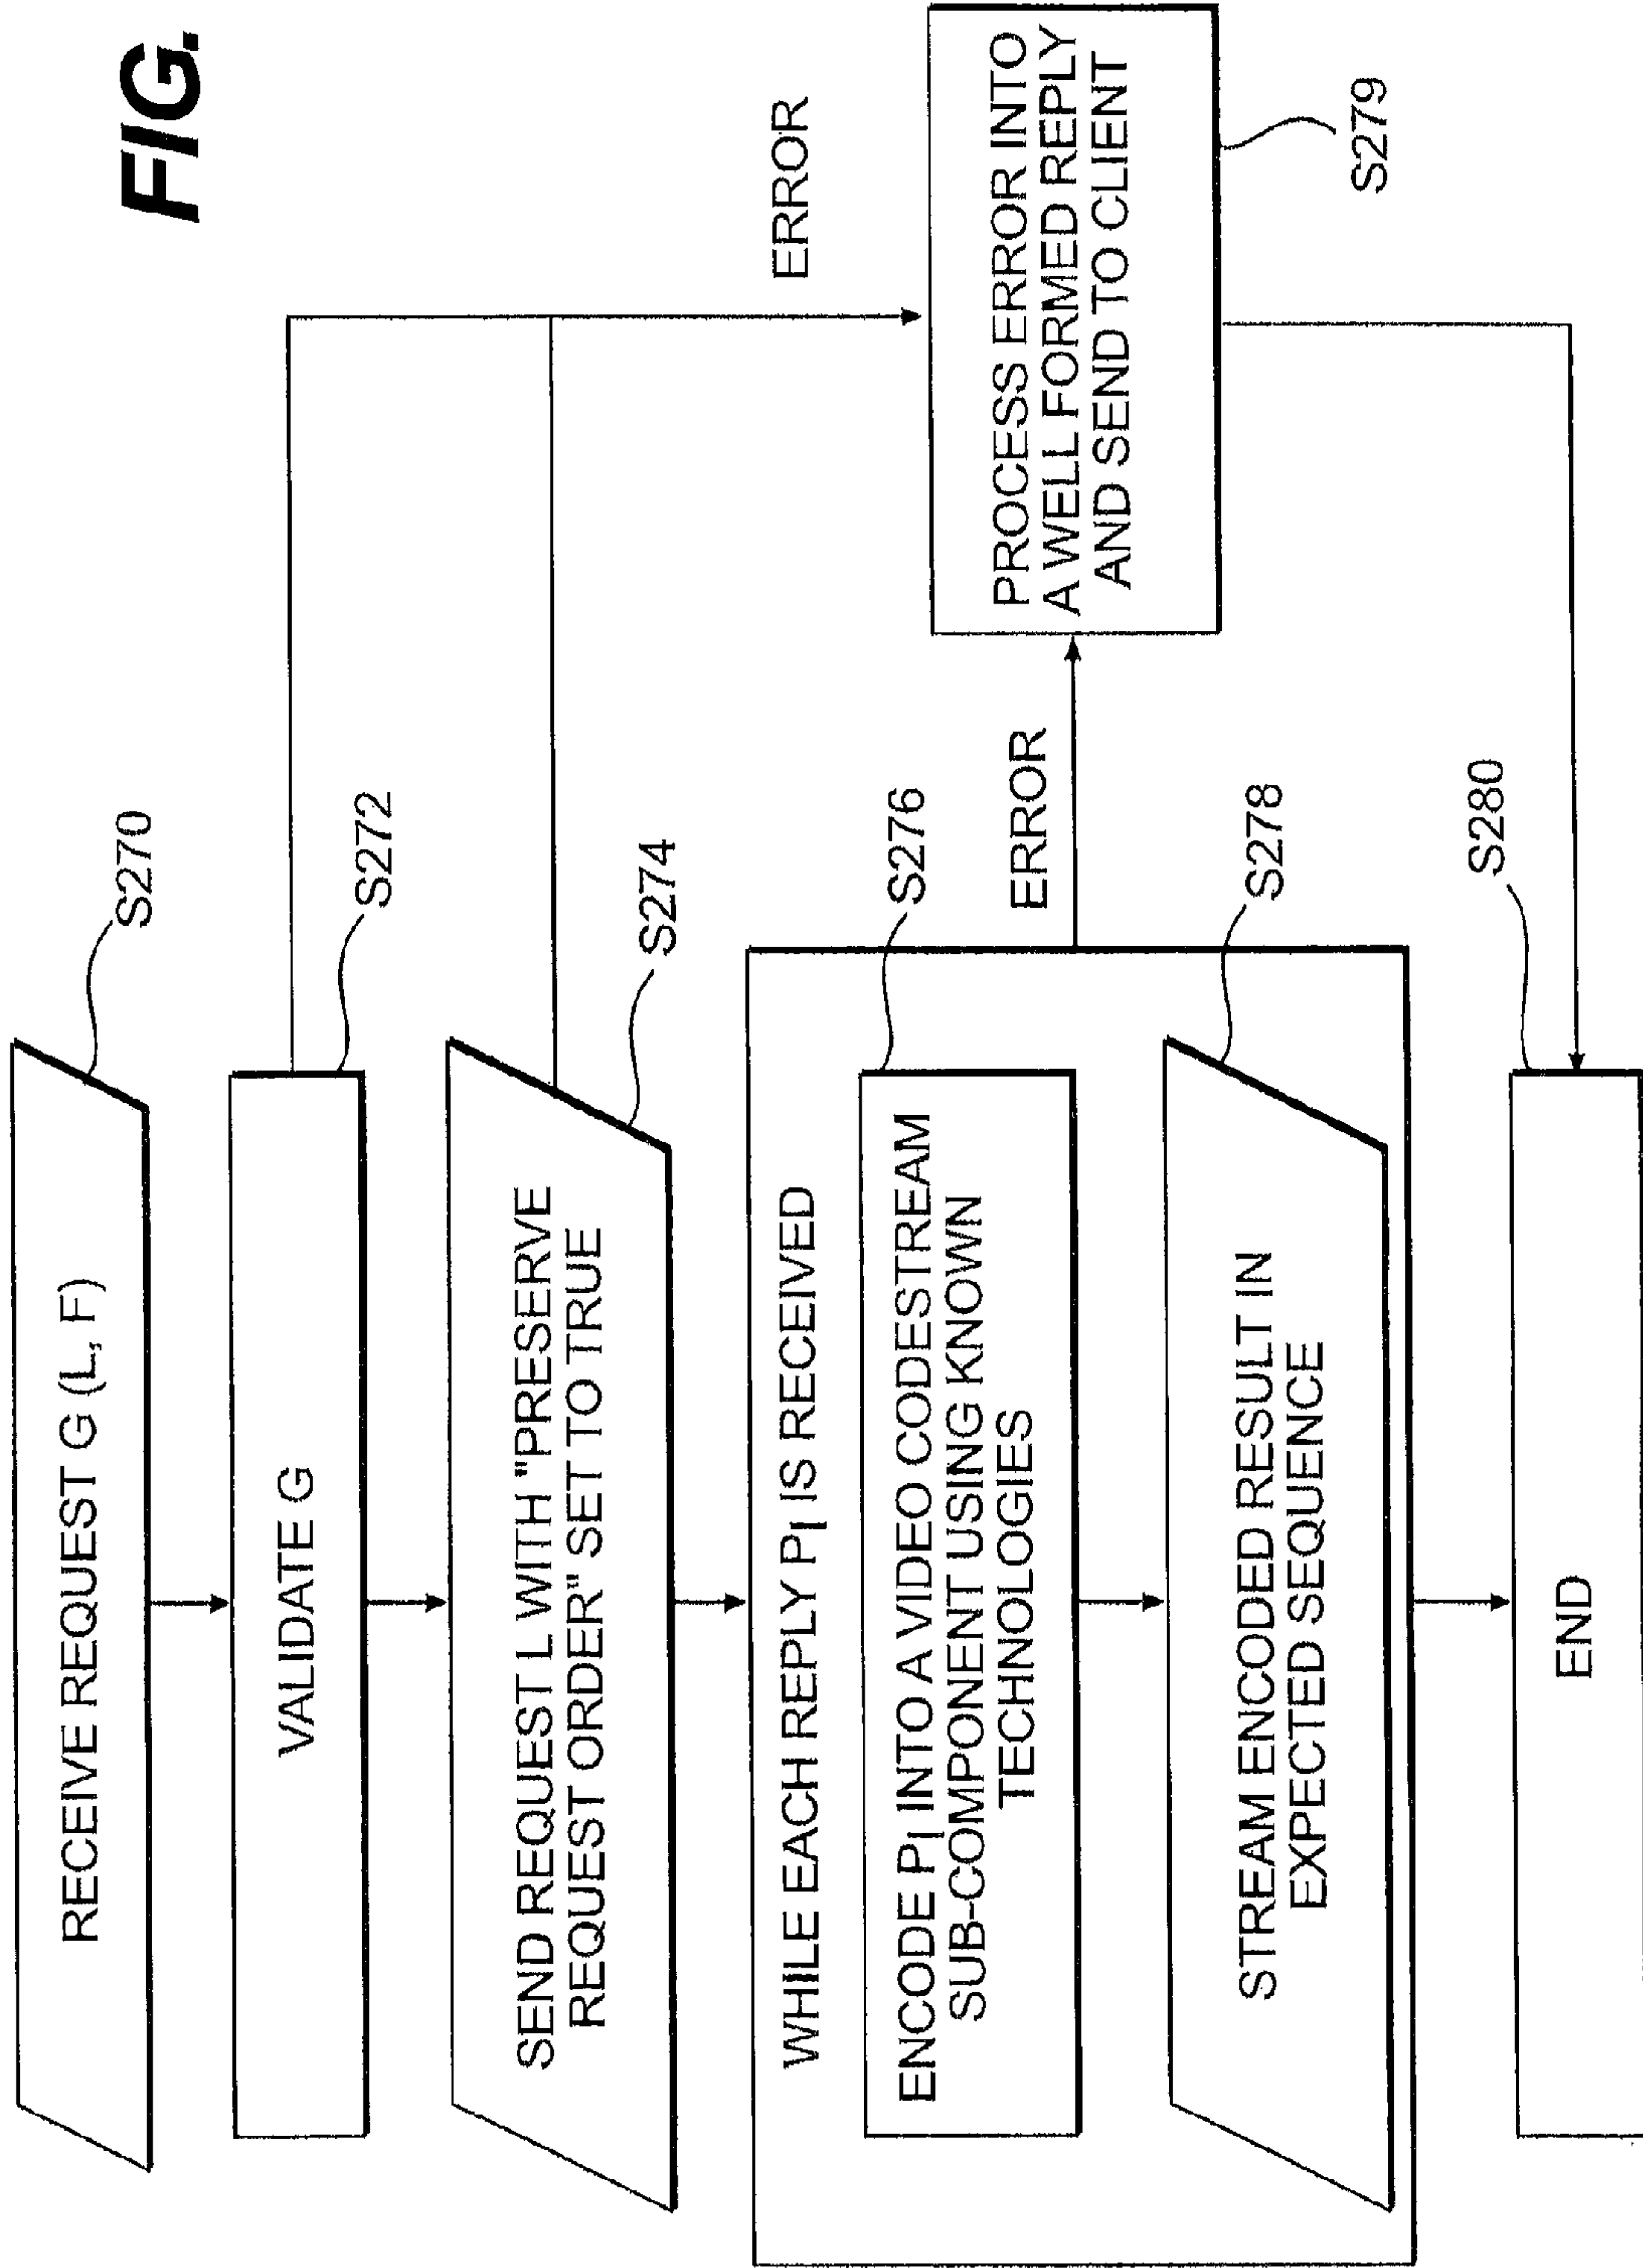 FIG.
RECEIVE REQUEST G (L, F)
S270
VALIDATE G
S272
SEND REQUEST L WITH "PRESERVE
REQUEST ORDER" SET TO TRUE
S274
ERROR
WHILE EACH REPLY PI IS RECEIVED
ENCODE PI INTO A VIDEO CODESTREAM
SUB-COMPONENT USING KNOWN
TECHNOLOGIES
S276
ERROR
PROCESS ERROR INTO
A WELL FORMED REPLY
AND SEND TO CLIENT
S279
STREAM ENCODED RESULT IN
EXPECTED SEQUENCE
S278
END
S280